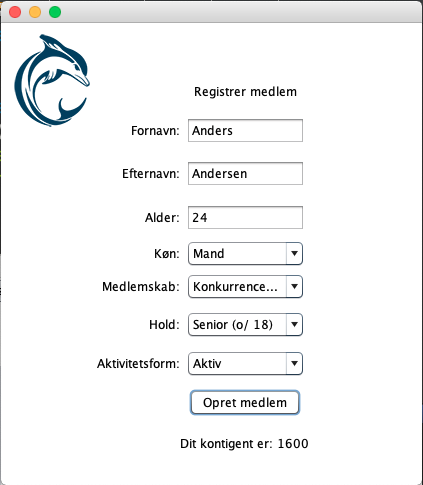 Registrer medlem
Fornavn: Anders
Efternavn: Andersen
Alder: 24
Køn: Mand
Medlemskab: Konkurrence...
Hold: Senior (o/ 18)
Aktivitetsform: Aktiv
Opret medlem
Dit kontigent er: 1600